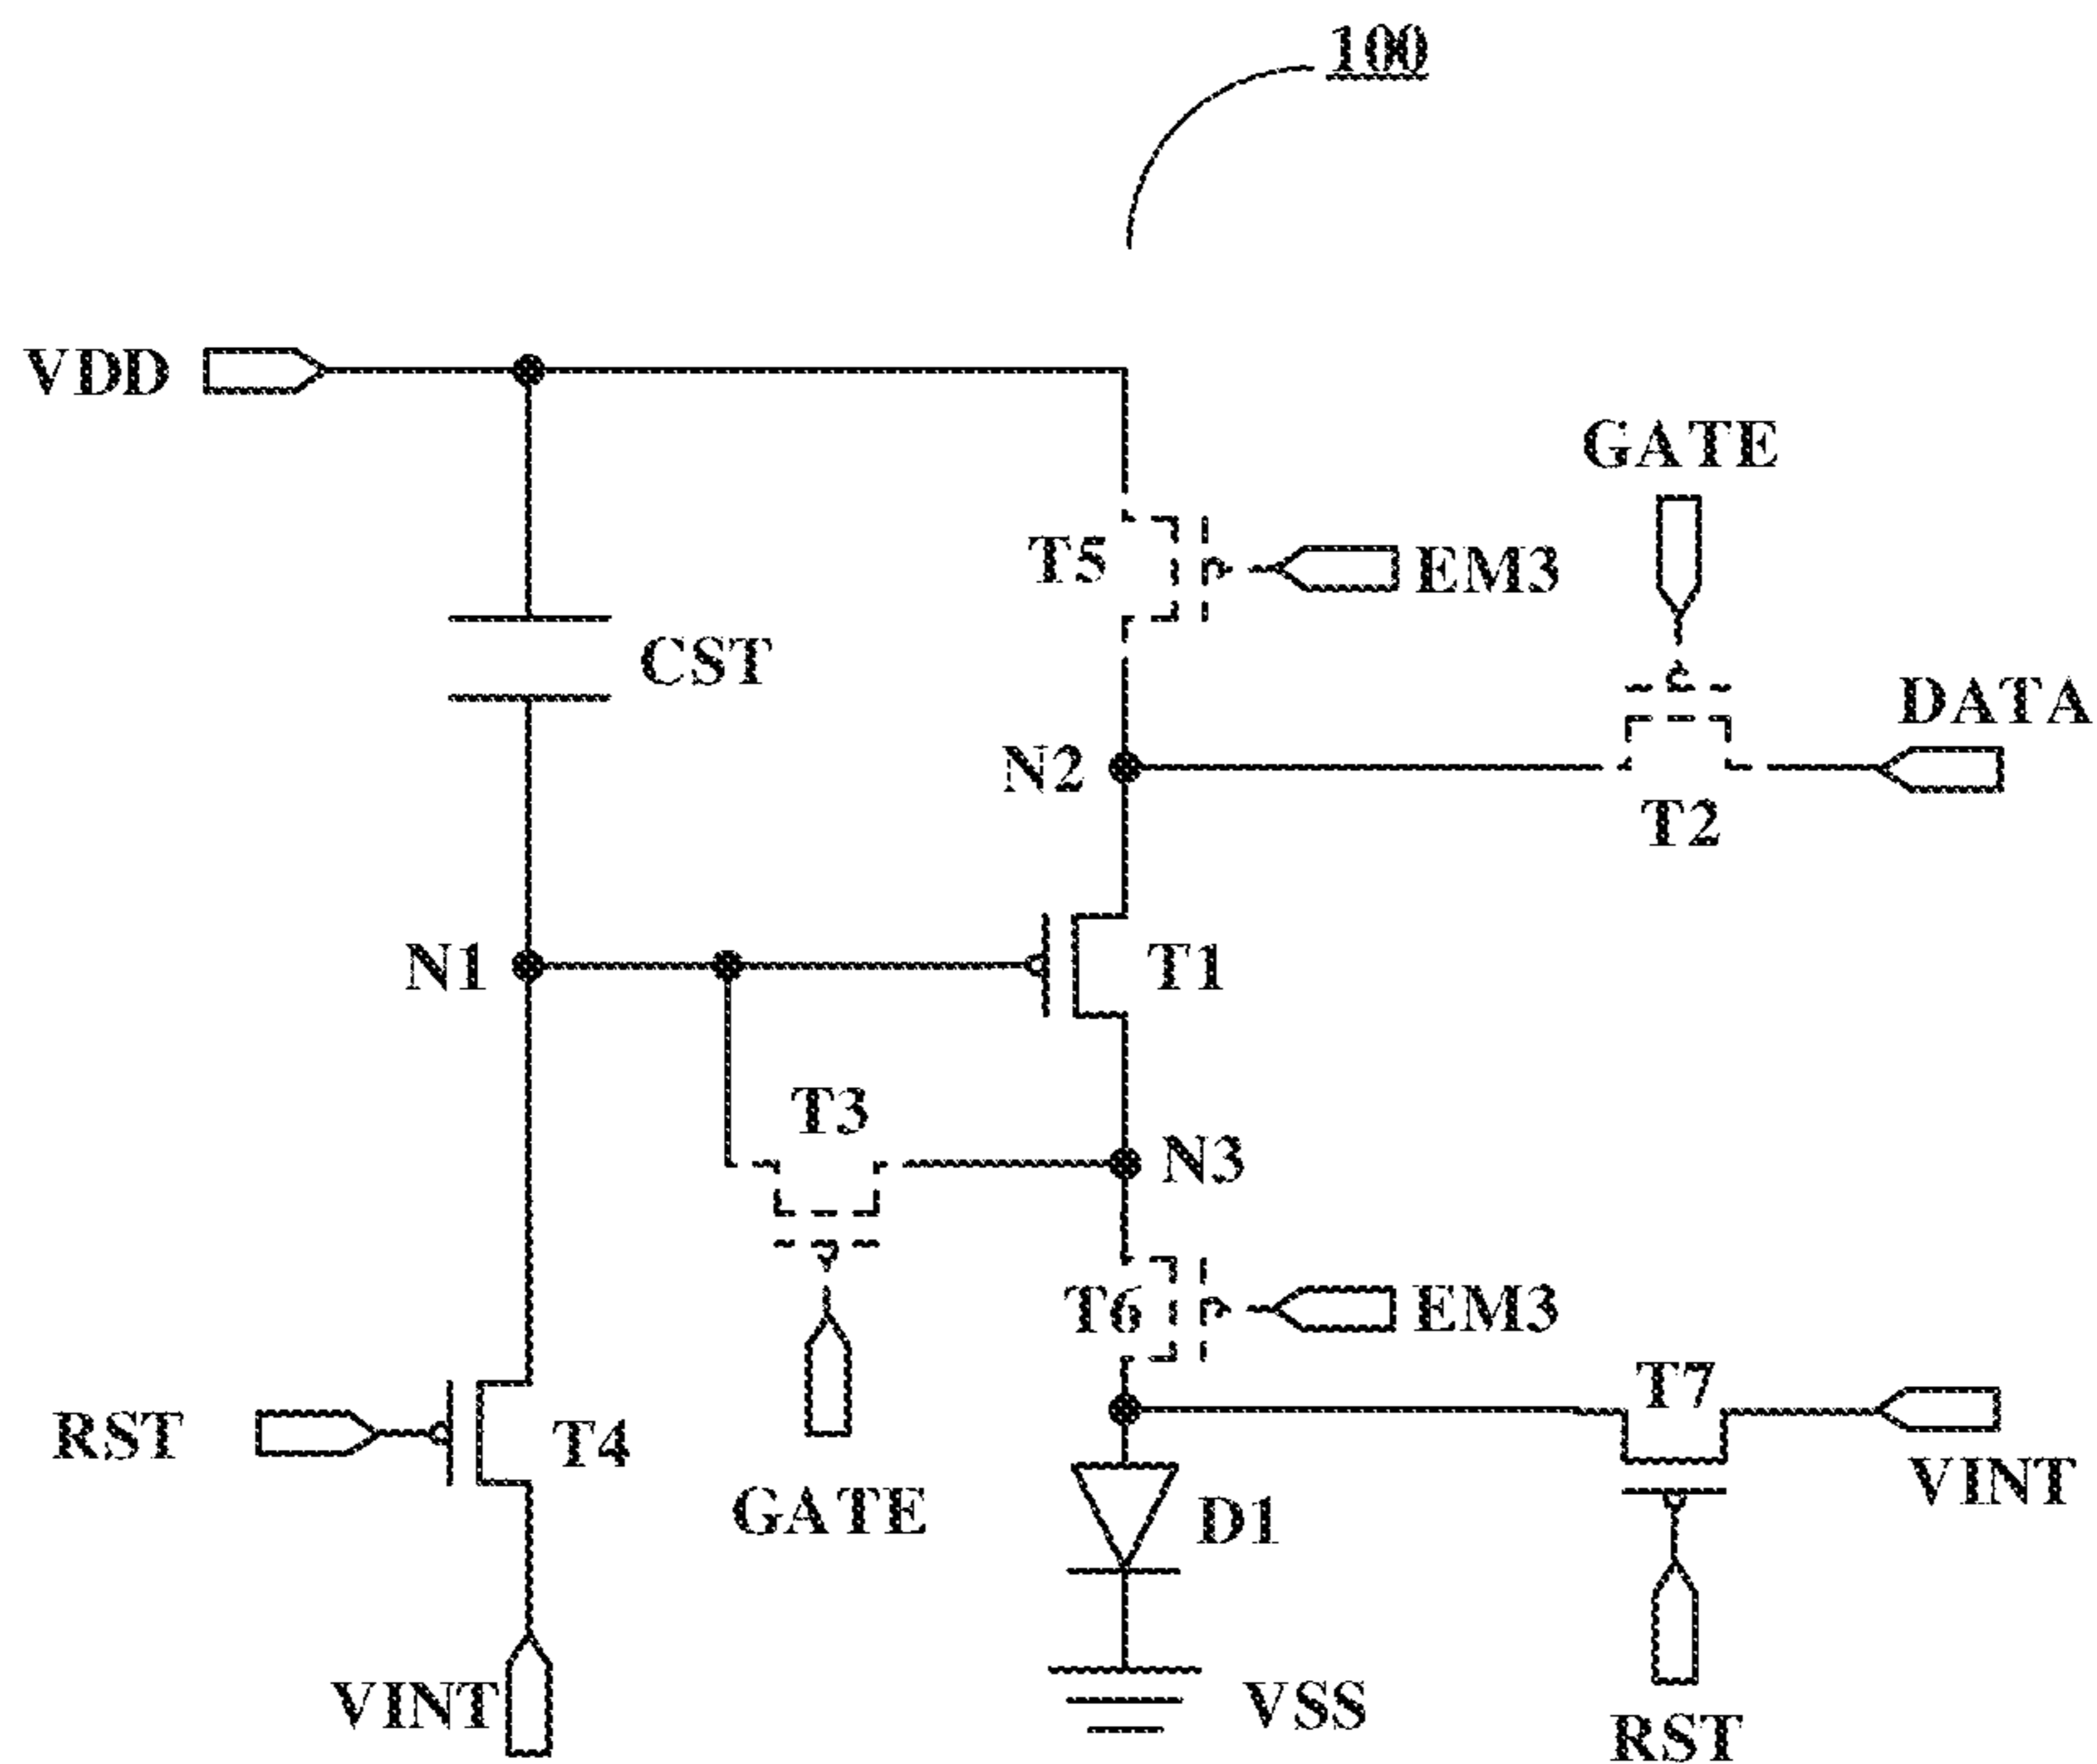 100
VDD
GATE
T5
EM3
CST
DATA
N2
T2
N1
T1
T3
N3
T6
EM3
T7
RST
T4
VINT
GATE
D1
VINT
VSS
RST